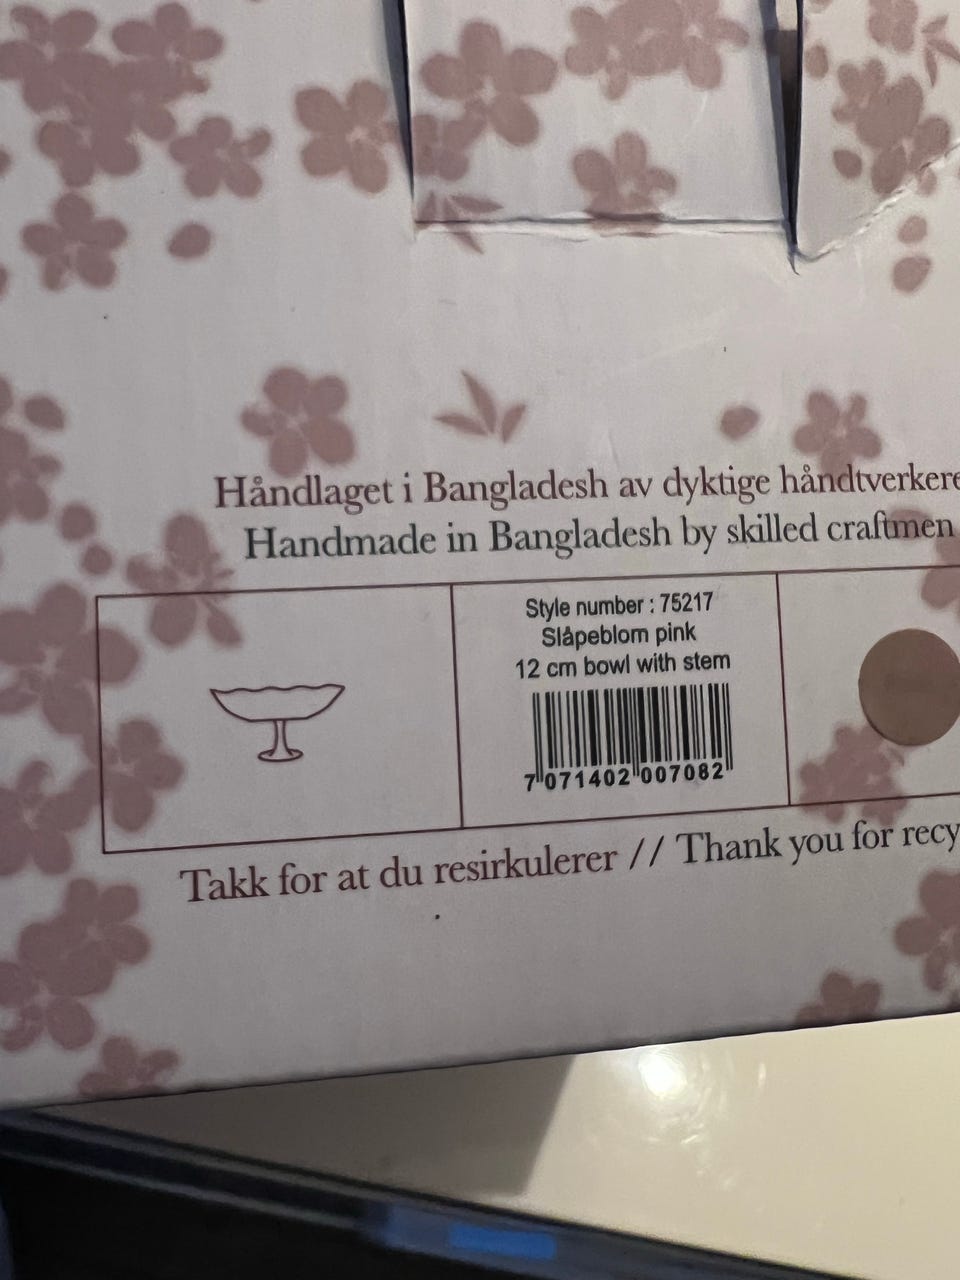 Håndlaget i Bangladesh av dyktige håndtverkere
Handmade in Bangladesh by skilled craftmen
Style number : 75217
Slåpeblom pink
12 cm bowl with stem
7 071402 007082
Takk for at du resirkulerer // Thank you for recy